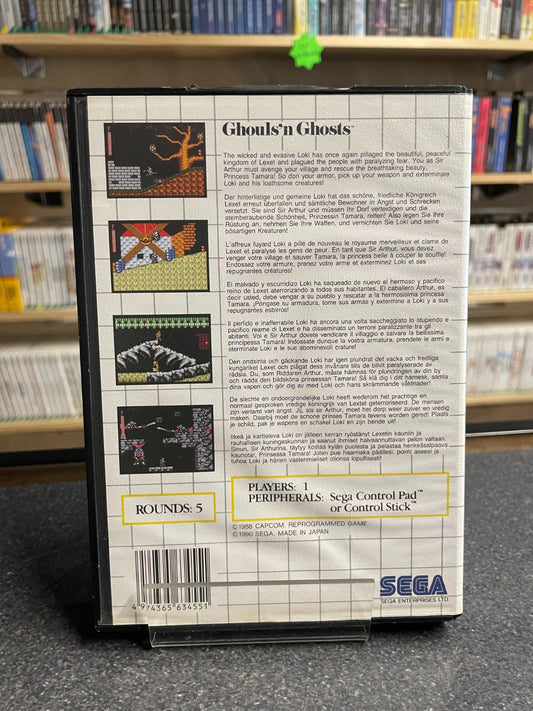 Ghouls'n Ghosts™
The wicked and evasive Loki has once again pillaged the beautiful, peaceful
kingdom of Lexet and plagued the people with paralyzing fear. You as Sir
Arthur must avenge your village and rescue the breathtaking beauty,
Princess Tamara! So don your armor, pick up your weapon and exterminate
Loki and his loathsome creatures!
Der hinterlistige und gemeine Loki hat das schöne, friedliche Königreich
Lexet erneut überfallen und sämtliche Bewohner in Angst und Schrecken
versetzt. Sie sind Sir Arthur und müssen Ihr Dorf verteidigen und die
atemberaubende Schönheit, Prinzessin Tamara, retten! Also legen Sie Ihre
Rüstung an, nehmen Sie Ihre Waffen, und vernichten Sie Loki und seine
bösartigen Kreaturen!
L'affreux fuyard Loki a pillé de nouveau le royaume merveilleux et clame de
Lexet et paralysé les gens de peur. En tant que Sir Arthur, vous devez
venger votre village et sauver Tamara, la princesse belle à couper le souffle!
Endossez votre armure, prenez votre arme et exterminez Loki et ses
repugnantes créatures!
El malvado y escurridizo Loki ha saqueado de nuevo el hermoso y pacífico
reino de Lexet aterrorizando a todos sus habitantes. El caballero Arthur, es
decir usted, debe vengar a su pueblo y rescatar a la hermosísima princesa
Tamara. ¡Póngase su armadura, tome sus armas y extermine a Loki y a sus
repugnantes esbirros!
Il perfido e inafferrabile Loki ha ancora una volta saccheggiato lo stupendo e
pacifico reame di Lexet e ha disseminato un terrore paralizzante fra gli
abitanti. Voi e Sir Arthur dovete vendicare il villaggio e salvare la bellissima
principessa Tamara! Indossate dunque la vostra armatura, prendete le armi e
sterminate Loki e le sue abominevoli crature!
Den ondsinta och gäckande Loki har igen plundrat det vackra och fredliga
kungariket Lexet och plågat dess invånare tills de blivit paralyserade av
rädsla. Du, som Riddaren Arthur, måste hämnas för plundringen av din by
och rädda den bildsköna prinsessan Tamara! Så klä dig i ditt harnesk, samla
dina vapen och gör dig av med Loki och hans skrämmande vålnader!
De slechte en ondoorgrondelijke Loki heeft wederom het prachtige en
normaal gesproken vredige koningrijk van Lextet geterroriseerd. De mensen
zijn verlamd van angst. Jij, als sir Arthur, moet het dorp weer zuiver en vredig
maken. Daarbij moet de schone prinses Tamara tevens worden gered! Plaats
je schild, pak je wapens en schakel Loki en zijn bende uit!
Ilkeä ja kartteleva Loki on jälleen kerran ryöstänyt Lexetin kauniin ja
rauhallisen kuningaskunnan ja saanut ihmiset halvaannuttavan pelon valtaan.
Sinun, Sir Arthurina, täytyy kostaa kylän puolesta ja pelastaa henkeäsalpaava
kaunotar, Prinsessa Tamara! Joten pue haarniska päällesi, poimi aseesi ja
tuhoa Loki ja hänen vastenmieliset olionsa lopullisesti!
ROUNDS: 5
PLAYERS: 1
PERIPHERALS: Sega Control Pad™
or Control Stick™
©1986 CAPCOM. REPROGRAMMED GAME
©1990 SEGA. MADE IN JAPAN
4 974365 634551
SEGA
SEGA ENTERPRISES LTD.